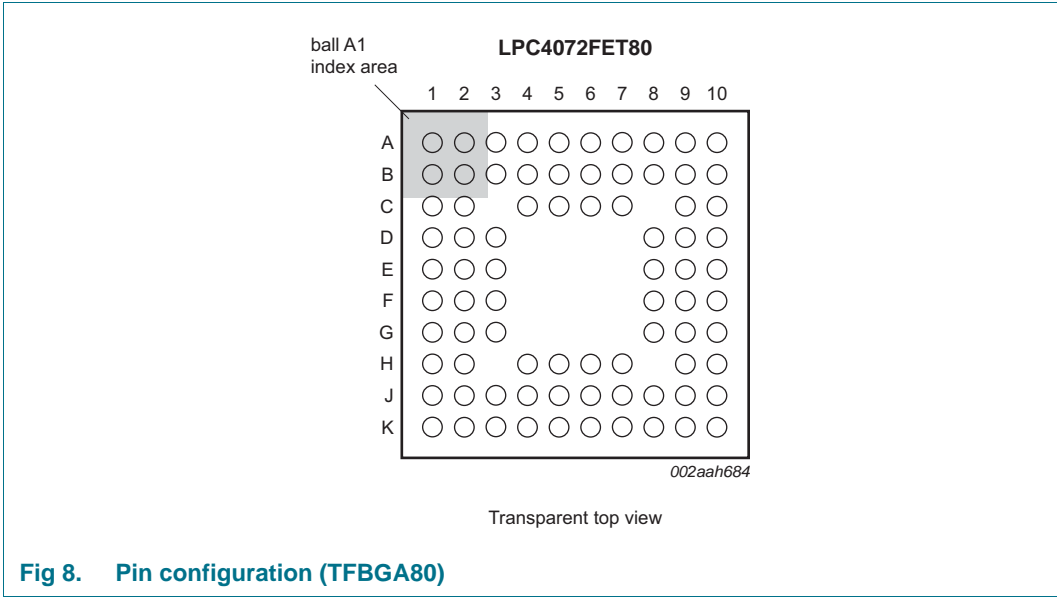 ball A1
index area
LPC4072FET80
1 2 3 4 5 6 7 8 9 10
A
B
C
D
E
F
G
H
J
K
002aah684
Transparent top view
Fig 8. Pin configuration (TFBGA80)